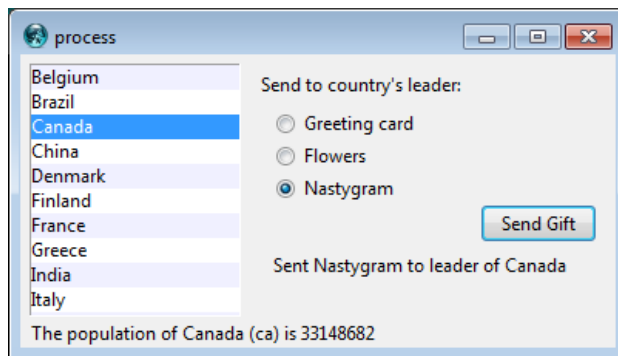 process
Belgium
Brazil
Canada
China
Denmark
Finland
France
Greece
India
Italy
Send to country's leader:
Greeting card
Flowers
Nastygram
Send Gift
Sent Nastygram to leader of Canada
The population of Canada (ca) is 33148682